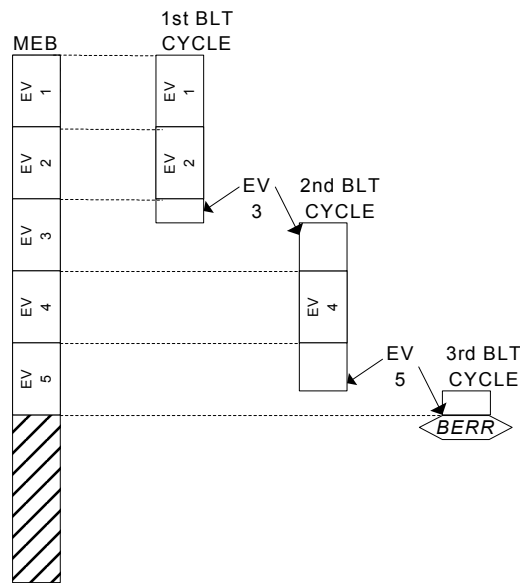 1st BLT
CYCLE
MEB
EV 1
EV 2
EV 3
EV 4
EV 5
EV 1
EV 2
EV
3
2nd BLT
CYCLE
EV 4
EV
5
3rd BLT
CYCLE
BERR